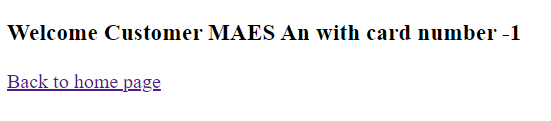 Welcome Customer MAES An with card number -1
Back to home page